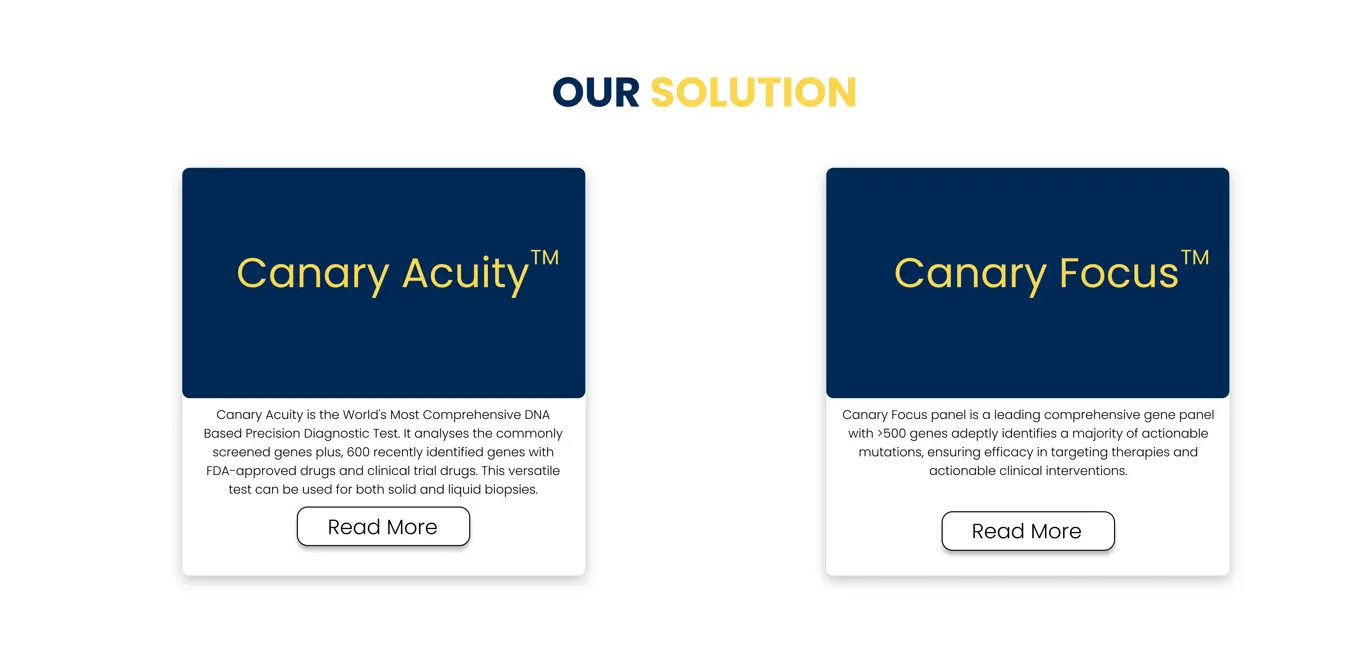 OUR SOLUTION
Canary Acuity™
Canary Acuity is the World's Most Comprehensive DNA
Based Precision Diagnostic Test. It analyses the commonly
screened genes plus, 600 recently identified genes with
FDA-approved drugs and clinical trial drugs. This versatile
test can be used for both solid and liquid biopsies.
Read More
Canary Focus™
Canary Focus panel is a leading comprehensive gene panel
with >500 genes adeptly identifies a majority of actionable
mutations, ensuring efficacy in targeting therapies and
actionable clinical interventions.
Read More